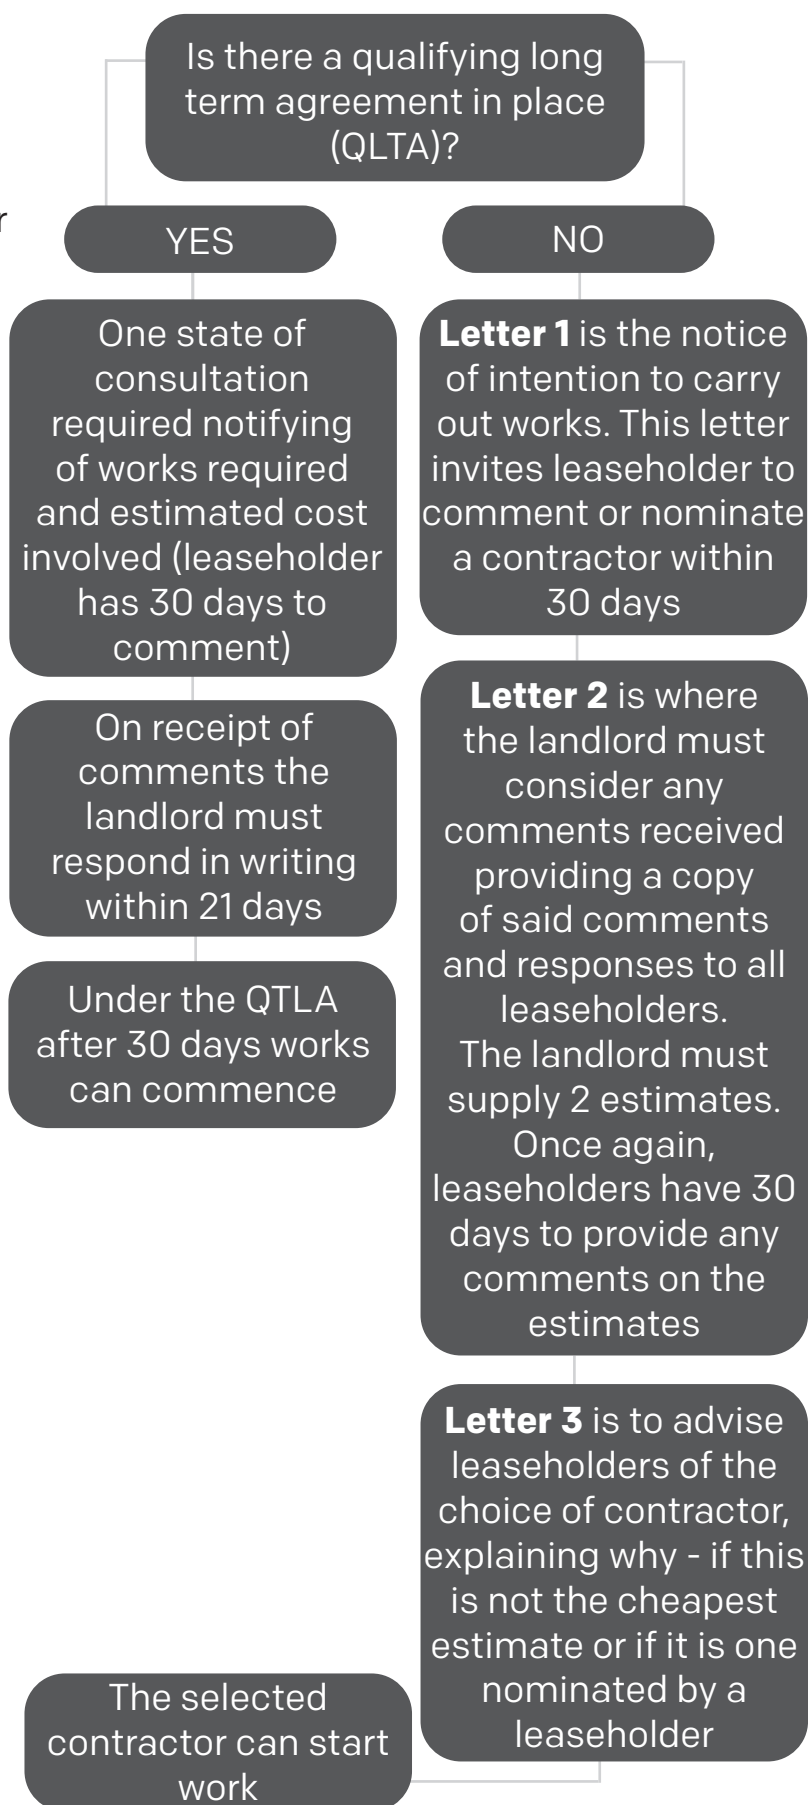 Is there a qualifying long
term agreement in place
(QLTA)?
r
YES
NO
One state of
consultation
required notifying
of works required
and estimated cost
involved (leaseholder
has 30 days to
comment)
On receipt of
comments the
landlord must
respond in writing
within 21 days
Under the QTLA
after 30 days works
can commence
Letter 1 is the notice
of intention to carry
out works. This letter
invites leaseholder to
comment or nominate
a contractor within
30 days
Letter 2 is where
the landlord must
consider any
comments received
providing a copy
of said comments
and responses to all
leaseholders.
The landlord must
supply 2 estimates.
Once again,
leaseholders have 30
days to provide any
comments on the
estimates
Letter 3 is to advise
leaseholders of the
choice of contractor,
explaining why - if this
is not the cheapest
estimate or if it is one
nominated by a
leaseholder
The selected
contractor can start
work